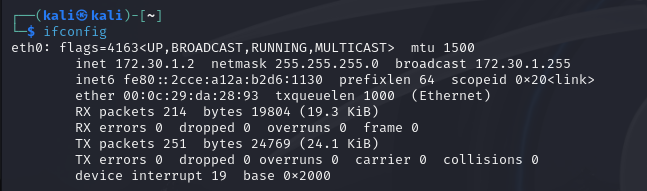 ┌──(kali㉿kali)-[~]
└─$ ifconfig
eth0: flags=4163<UP,BROADCAST,RUNNING,MULTICAST>  mtu 1500
        inet 172.30.1.2  netmask 255.255.255.0  broadcast 172.30.1.255
        inet6 fe80::2cce:a12a:b2d6:1130  prefixlen 64  scopeid 0×20<link>
        ether 00:0c:29:da:28:93  txqueuelen 1000  (Ethernet)
        RX packets 214  bytes 19804 (19.3 KiB)
        RX errors 0  dropped 0  overruns 0  frame 0
        TX packets 251  bytes 24769 (24.1 KiB)
        TX errors 0  dropped 0 overruns 0  carrier 0  collisions 0
        device interrupt 19  base 0×2000